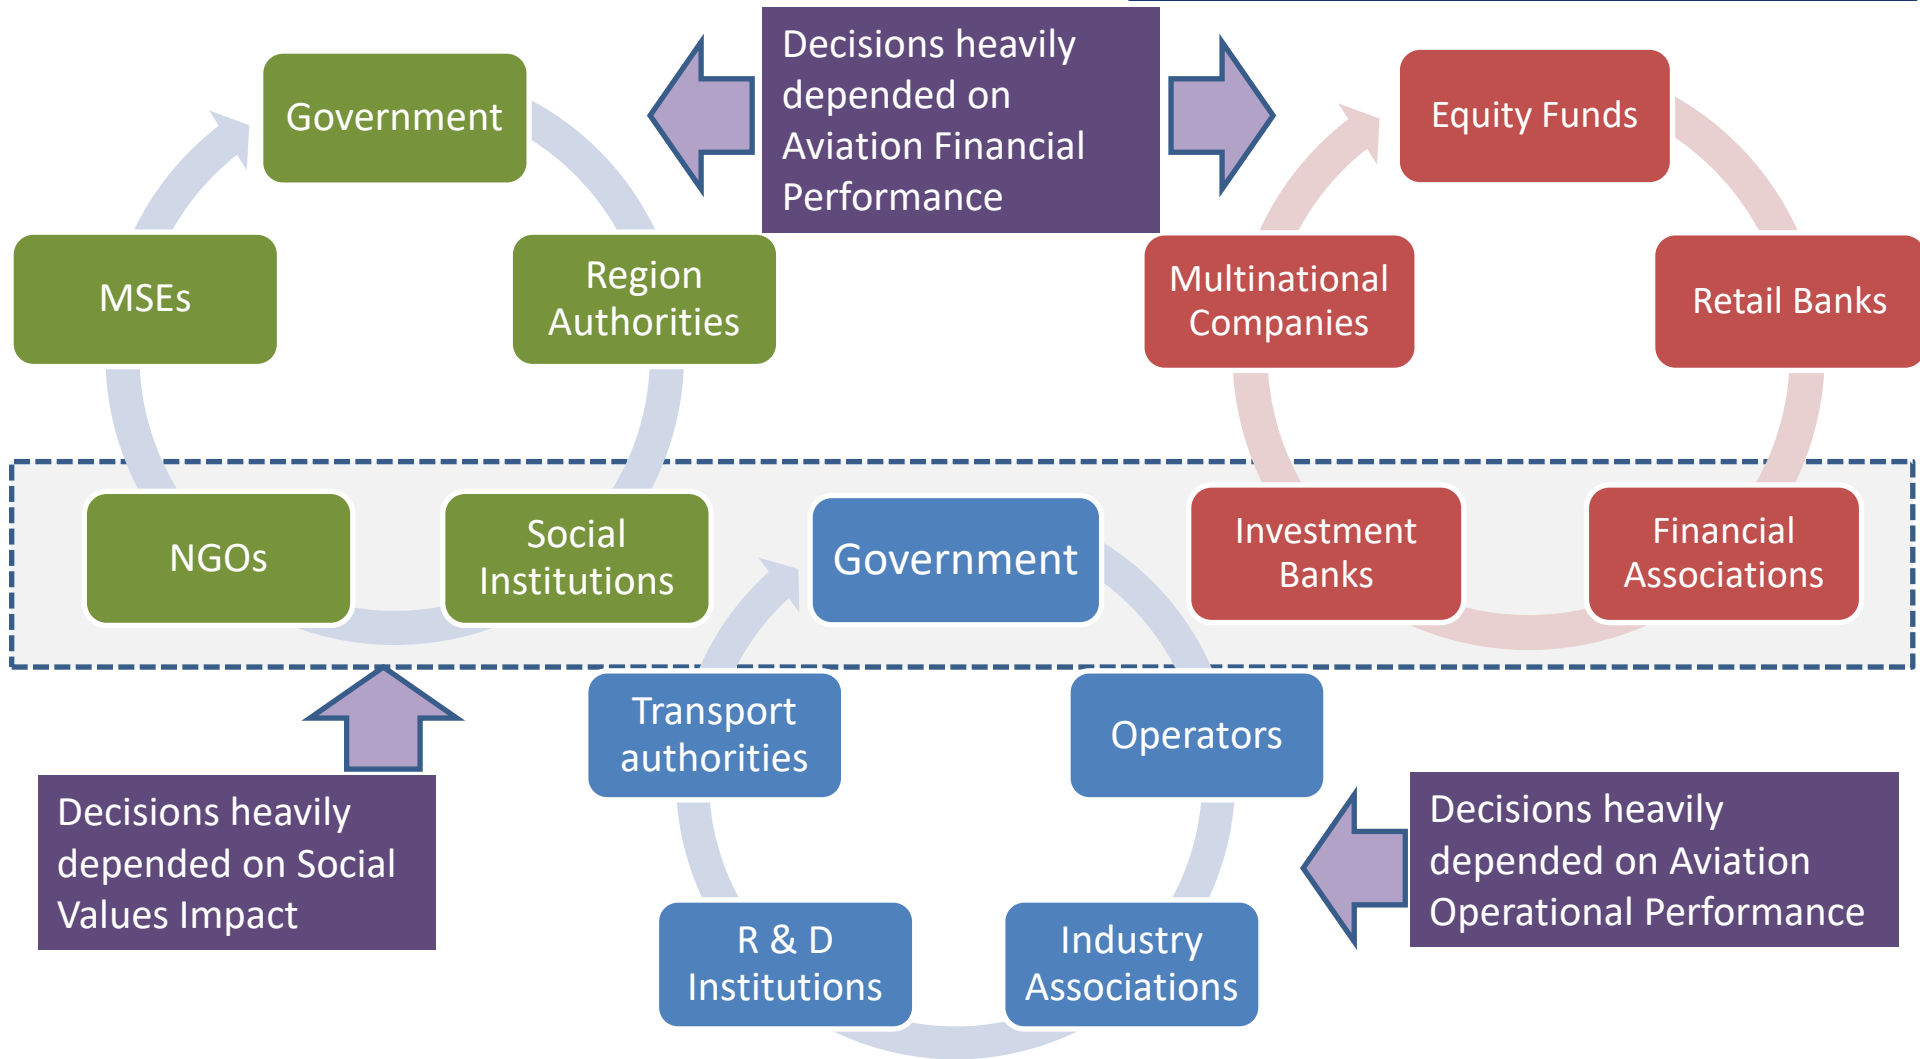 Decisions heavily
depended on
Aviation Financial
Performance
Government
Equity Funds
MSEs
Region
Authorities
Multinational
Companies
Retail Banks
NGOs
Social
Institutions
Government
Investment
Banks
Financial
Associations
Transport
authorities
Operators
Decisions heavily
depended on Social
Values Impact
Decisions heavily
depended on Aviation
Operational Performance
R & D
Institutions
Industry
Associations